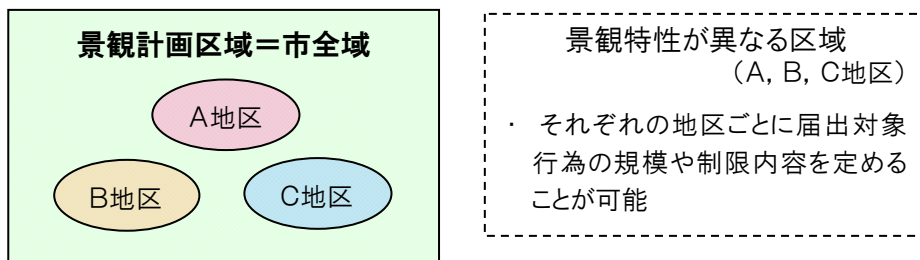 景観計画区域＝市全域
A地区
B地区
C地区
景観特性が異なる区域
（A，B，C地区）
・ それぞれの地区ごとに届出対象
行為の規模や制限内容を定める
ことが可能